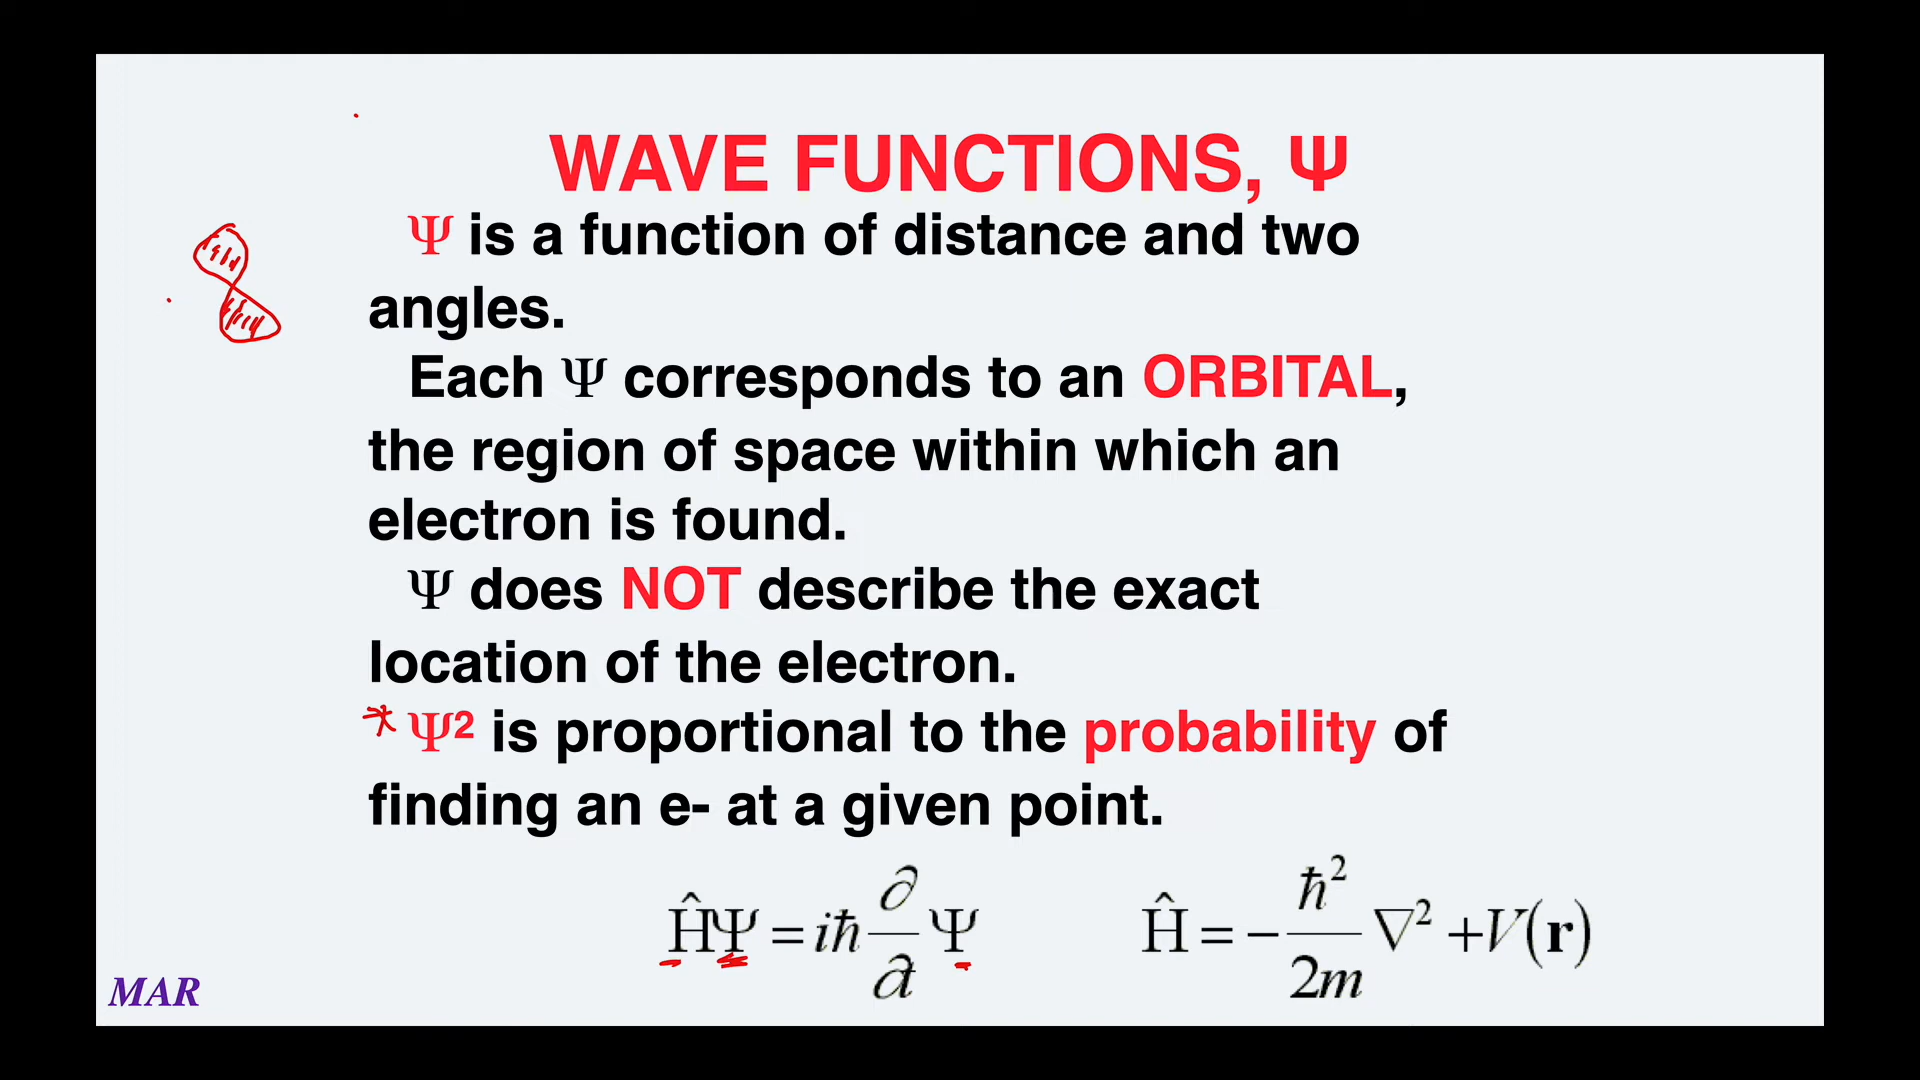 WAVE FUNCTIONS, Ψ
Ψ is a function of distance and two
angles.
Each Ψ corresponds to an ORBITAL,
the region of space within which an
electron is found.
Ψ does NOT describe the exact
location of the electron.
* Ψ² is proportional to the probability of
finding an e- at a given point.
ĤΨ = iħ ∂/∂t Ψ    Ĥ = −ħ²/2m ∇² + V(r)
MAR